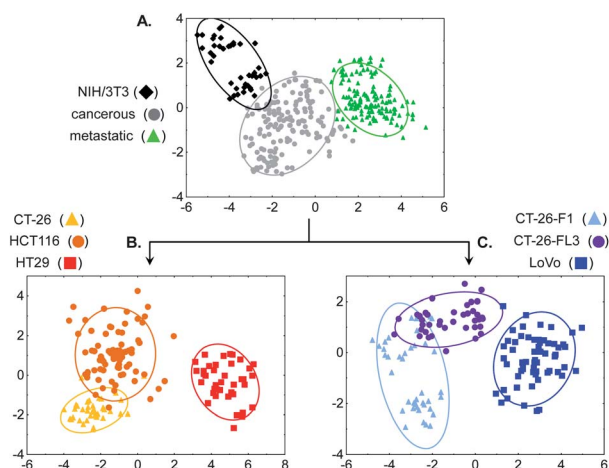 A.
NIH/3T3 (◆)
cancerous (●)
metastatic (▲)
4
2
0
-2
-4
-6 -4 -2 0 2 4 6
CT-26 (▲)
HCT116 (●)
HT29 (■)
B.
4
2
0
-2
-4
-6 -4 -2 0 2 4 6 8
CT-26-F1 (▲)
CT-26-FL3 (●)
LoVo (■)
C.
2
0
-2
-4
-6 -4 -2 0 2 4 6